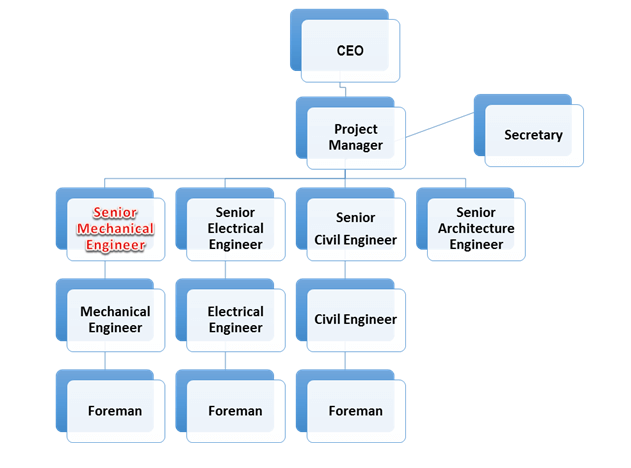 CEO
Project
Manager
Secretary
Senior
Mechanical
Engineer
Senior
Electrical
Engineer
Senior
Civil Engineer
Senior
Architecture
Engineer
Mechanical
Engineer
Electrical
Engineer
Civil Engineer
Foreman
Foreman
Foreman